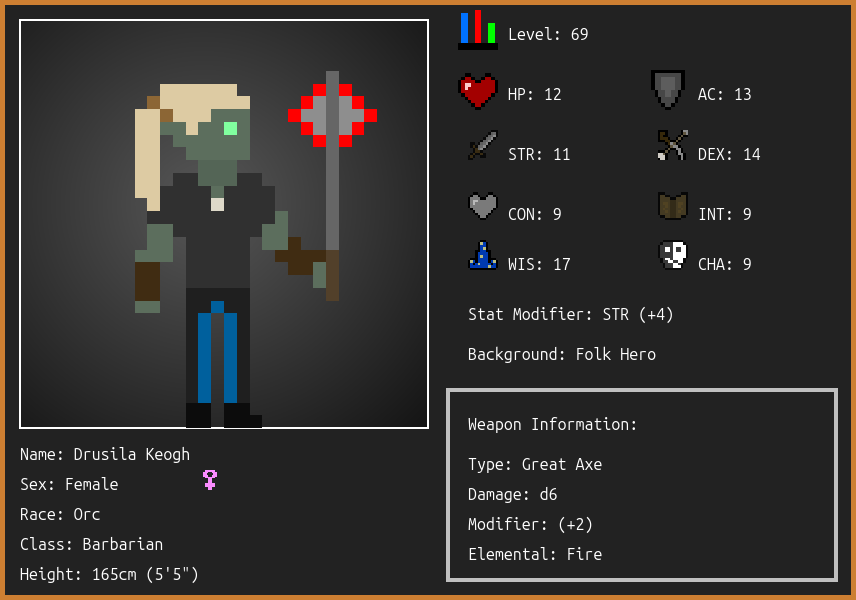 Level: 69
HP: 12
AC: 13
STR: 11
DEX: 14
CON: 9
INT: 9
WIS: 17
CHA: 9
Stat Modifier: STR (+4)
Background: Folk Hero
Weapon Information:
Type: Great Axe
Damage: d6
Modifier: (+2)
Elemental: Fire
Name: Drusila Keogh
Sex: Female
Race: Orc
Class: Barbarian
Height: 165cm (5'5")